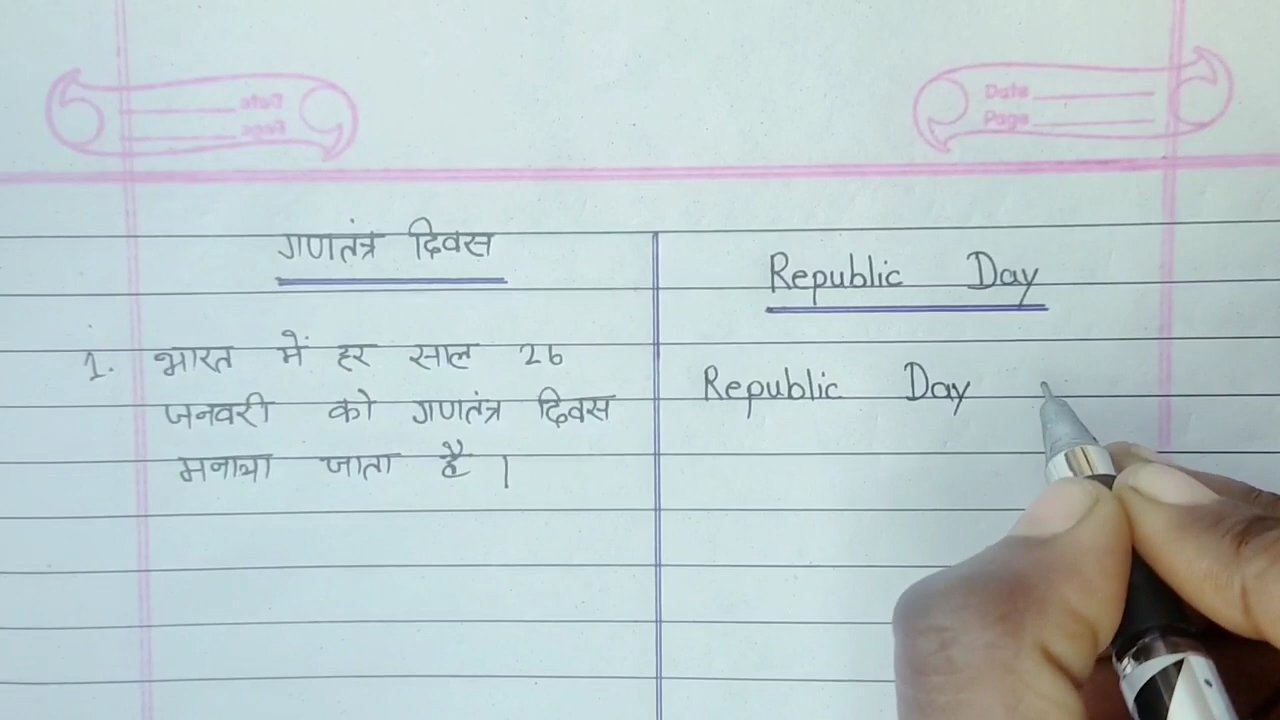 Date
Page
गणतंत्र दिवस
1. भारत में हर साल 26
जनवरी को गणतंत्र दिवस
मनाया जाता है।
Republic Day
Republic Day